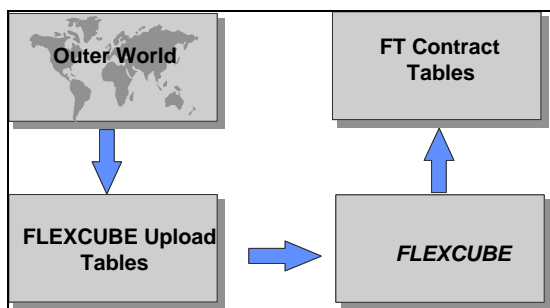 Outer World
FT Contract
Tables
FLEXCUBE Upload
Tables
FLEXCUBE